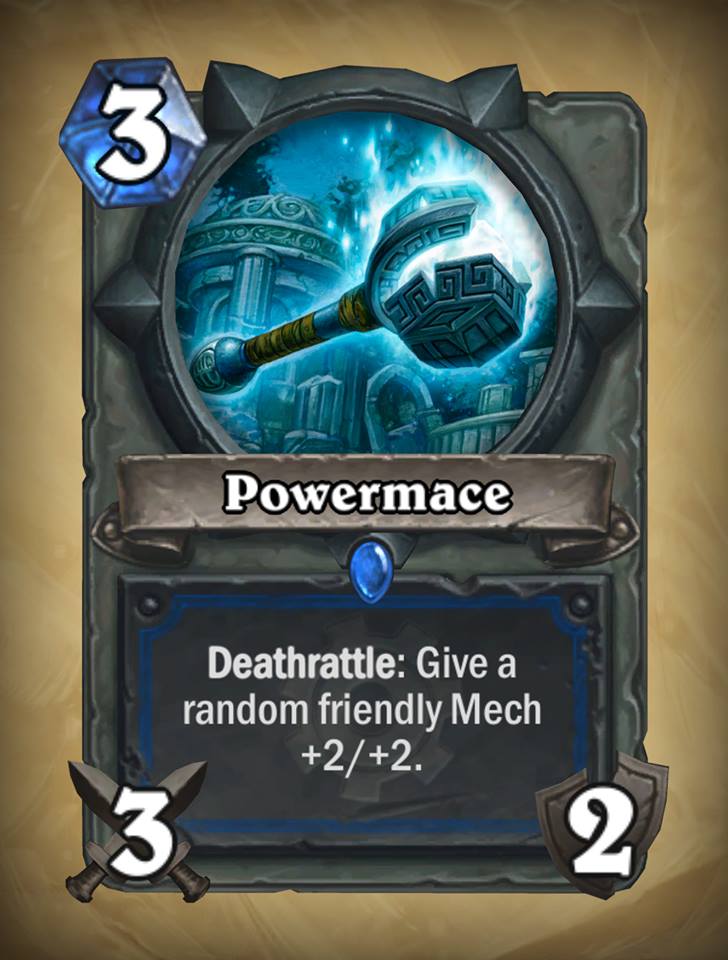 3
Powermace
Deathrattle: Give a
random friendly Mech
+2/+2.
3
2